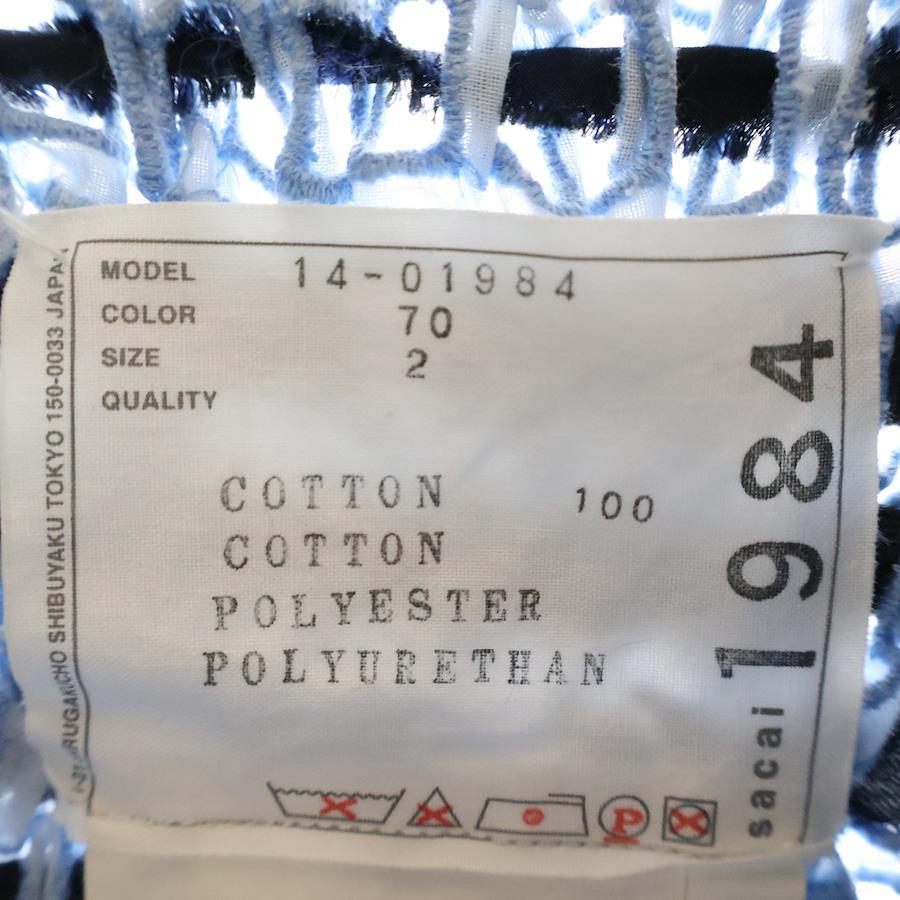 MODEL 14-01984
COLOR 70
SIZE 2
QUALITY
COTTON 100
COTTON
POLYESTER
POLYURETHAN
P
sacai 1984
SHIBUYAKU TOKYO 150-0033 JAPAN